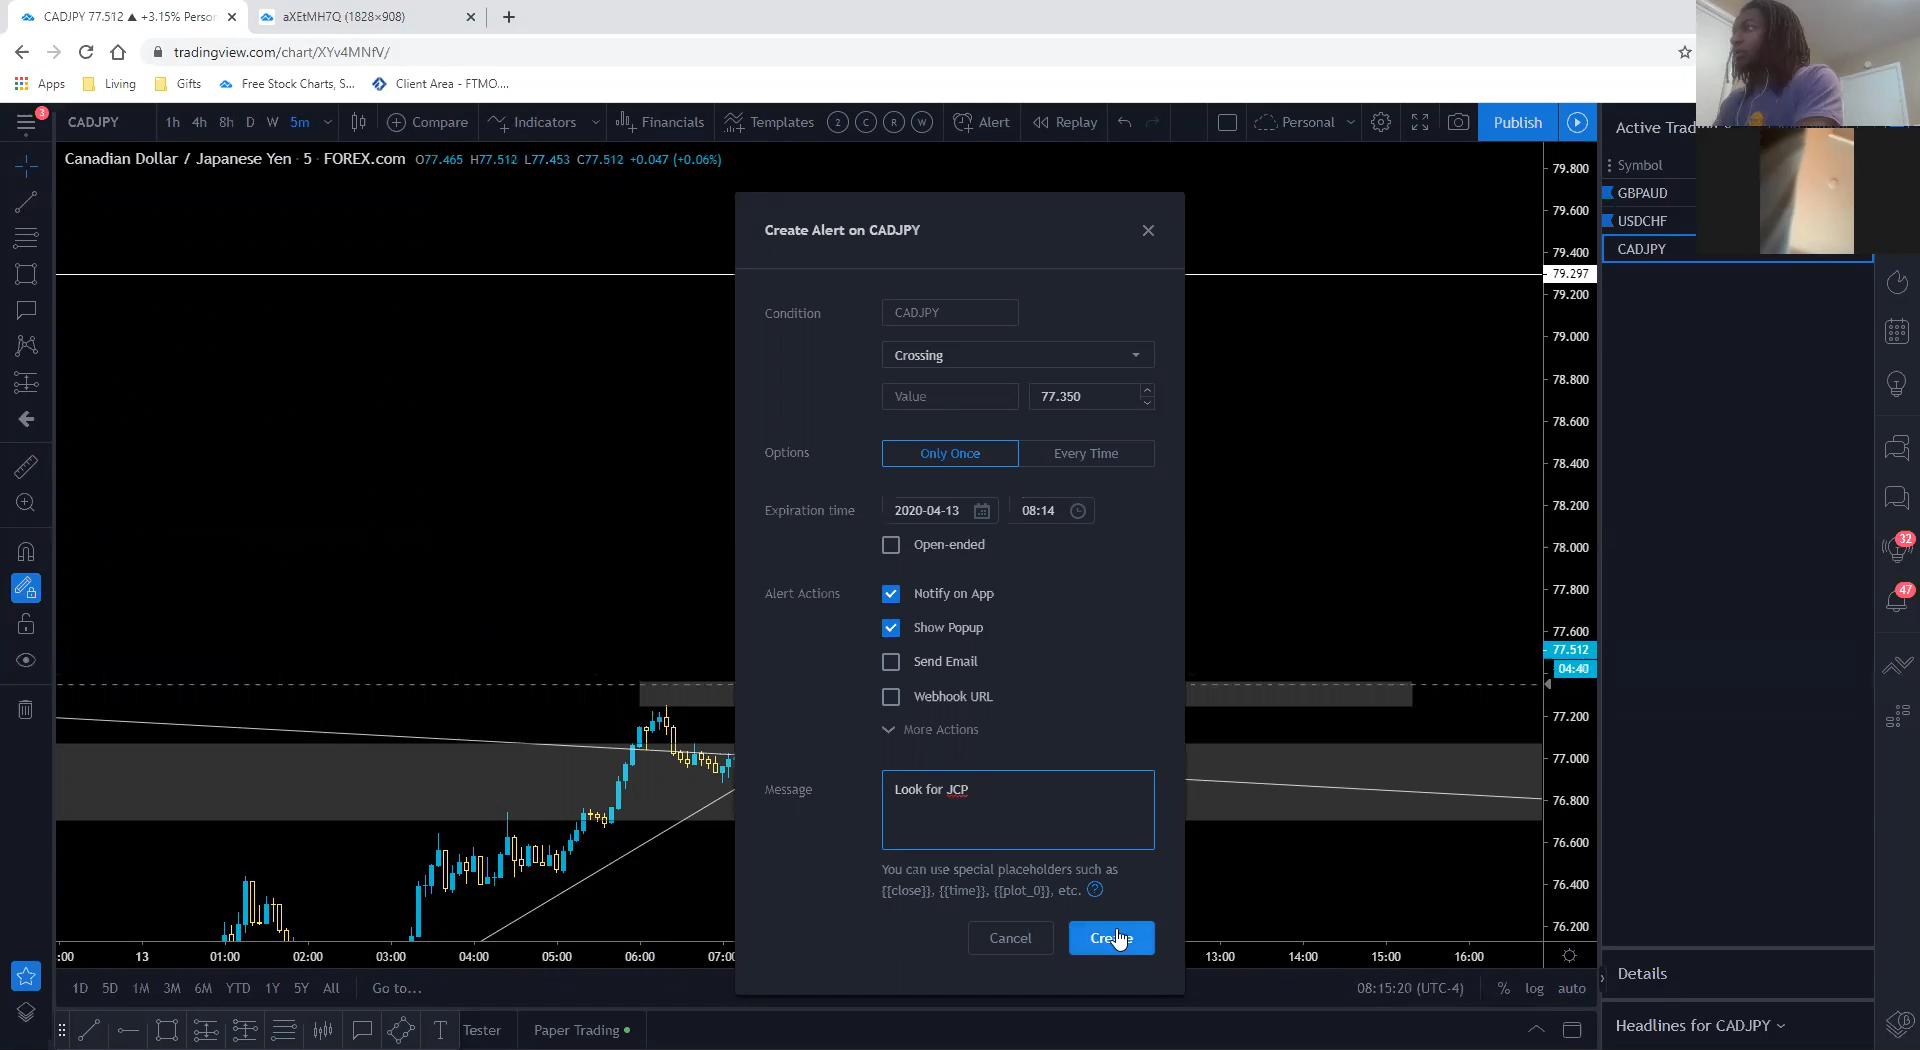 CADJPY 77.512 ▲ +3.15% Person
aXEtMH7Q (1828×908)
tradingview.com/chart/XYv4MNfV/
Apps
Living
Gifts
Free Stock Charts, S...
Client Area - FTMO....
3
CADJPY
1h 4h 8h D W 5m
Compare
Indicators
Financials
Templates
2 C R W
Alert
Replay
Personal
Publish
Active Trad
Canadian Dollar / Japanese Yen · 5 · FOREX.com O77.465 H77.512 L77.453 C77.512 +0.047 (+0.06%)
Symbol
GBPAUD
USDCHF
CADJPY
79.800
79.600
79.400
79.297
79.200
79.000
78.800
78.600
78.400
78.200
78.000
77.800
77.600
77.512
04:40
77.200
77.000
76.800
76.600
76.400
76.200
32
47
Create Alert on CADJPY
Condition
CADJPY
Crossing
Value
77.350
Options
Only Once
Every Time
Expiration time
2020-04-13
08:14
Open-ended
Alert Actions
Notify on App
Show Popup
Send Email
Webhook URL
More Actions
Message
Look for JCP
You can use special placeholders such as
{{close}}, {{time}}, {{plot_0}}, etc.
Cancel
Create
:00 13 01:00 02:00 03:00 04:00 05:00 06:00 07:0 13:00 14:00 15:00 16:00
1D 5D 1M 3M 6M YTD 1Y 5Y All Go to...
08:15:20 (UTC-4) % log auto
Details
Tester
Paper Trading
Headlines for CADJPY